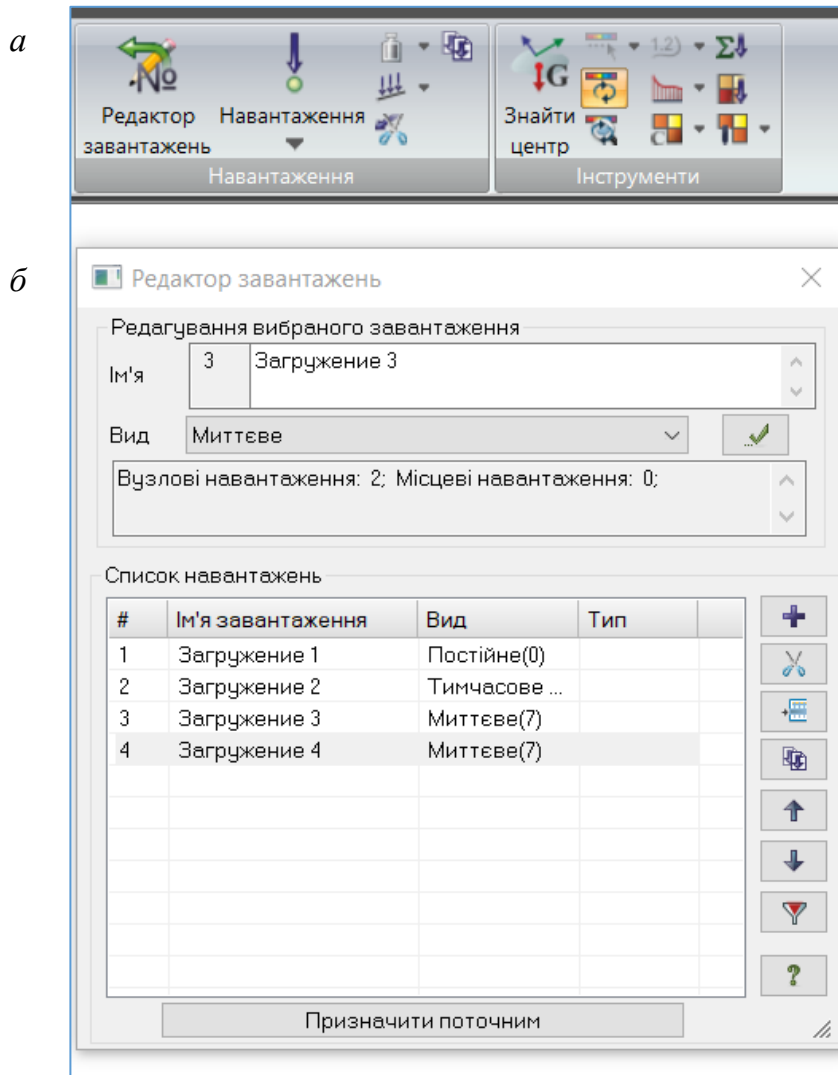 а
Редактор завантажень
Навантаження
1.2)
G
Знайти центр
C
Навантаження
Інструменти
б
Редактор завантажень
Редагування вибраного завантаження
Ім'я 3 Загружение 3
Вид Миттєве
Вузлові навантаження: 2; Місцеві навантаження: 0;
Список навантажень
# Ім'я завантаження Вид Тип
1 Загружение 1 Постійне(0)
2 Загружение 2 Тимчасове ...
3 Загружение 3 Миттєве(7)
4 Загружение 4 Миттєве(7)
Призначити поточним